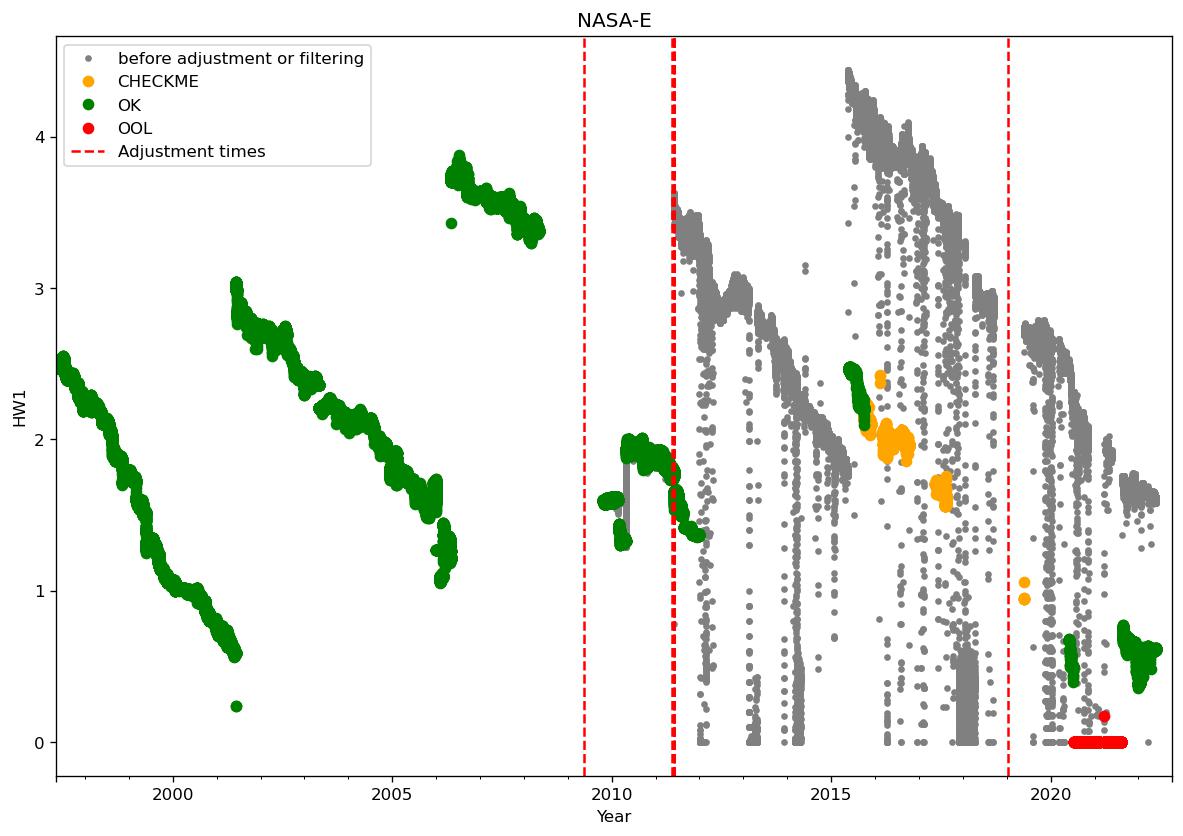 NASA-E
before adjustment or filtering
CHECKME
OK
OOL
Adjustment times
HW1
4
3
2
1
0
2000
2005
2010
2015
2020
Year